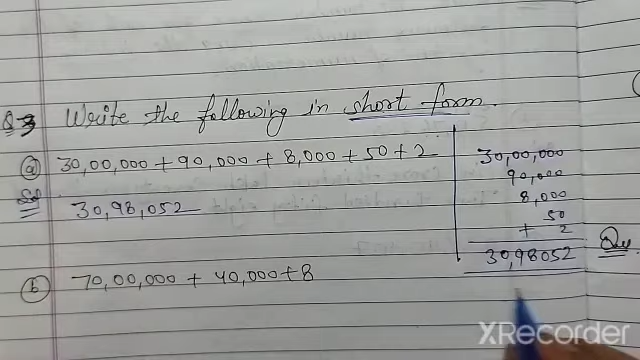 Q3 Write the following in short form.
(a) 30,00,000 + 90,000 + 8,000 + 50 + 2
Sol 30,98,052
30,00,000
90,000
8,000
50
+ 2
30,98052
(b) 70,00,000 + 40,000 + 8
XRecorder